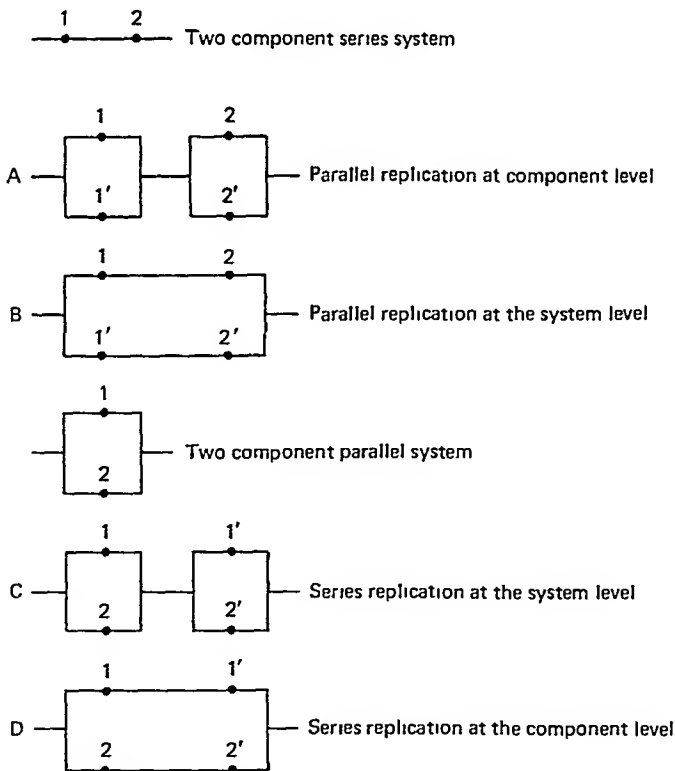 1 2
Two component series system
1 2
A Parallel replication at component level
1' 2'
1 2
B Parallel replication at the system level
1' 2'
1
Two component parallel system
2
1 1'
C Series replication at the system level
2 2'
1 1'
D Series replication at the component level
2 2'